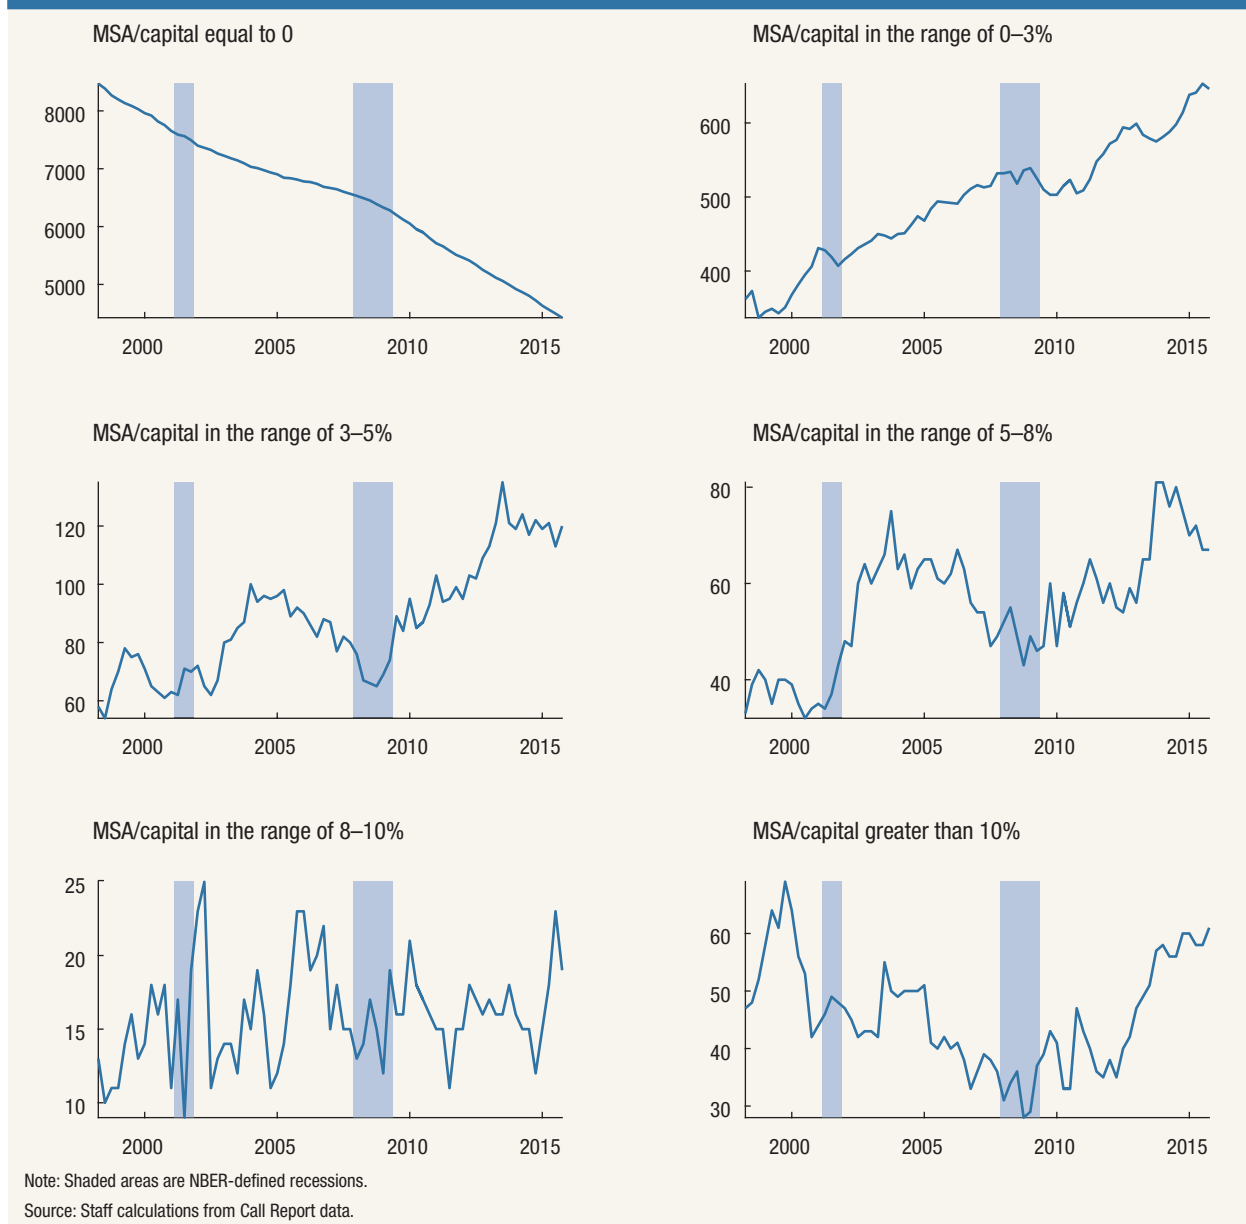 MSA/capital equal to 0
8000
7000
6000
5000
2000 2005 2010 2015
MSA/capital in the range of 0–3%
600
500
400
2000 2005 2010 2015
MSA/capital in the range of 3–5%
120
100
80
60
2000 2005 2010 2015
MSA/capital in the range of 5–8%
80
60
40
2000 2005 2010 2015
MSA/capital in the range of 8–10%
25
20
15
10
2000 2005 2010 2015
MSA/capital greater than 10%
60
50
40
30
2000 2005 2010 2015
Note: Shaded areas are NBER-defined recessions.
Source: Staff calculations from Call Report data.